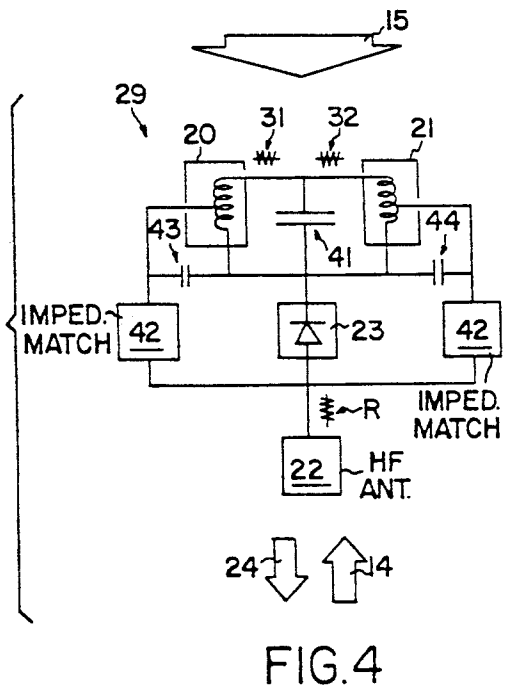 15
29
31
32
20
21
43
44
41
IMPED.
MATCH
42
23
42
IMPED.
MATCH
R
22
HF
ANT.
24
14
FIG.4